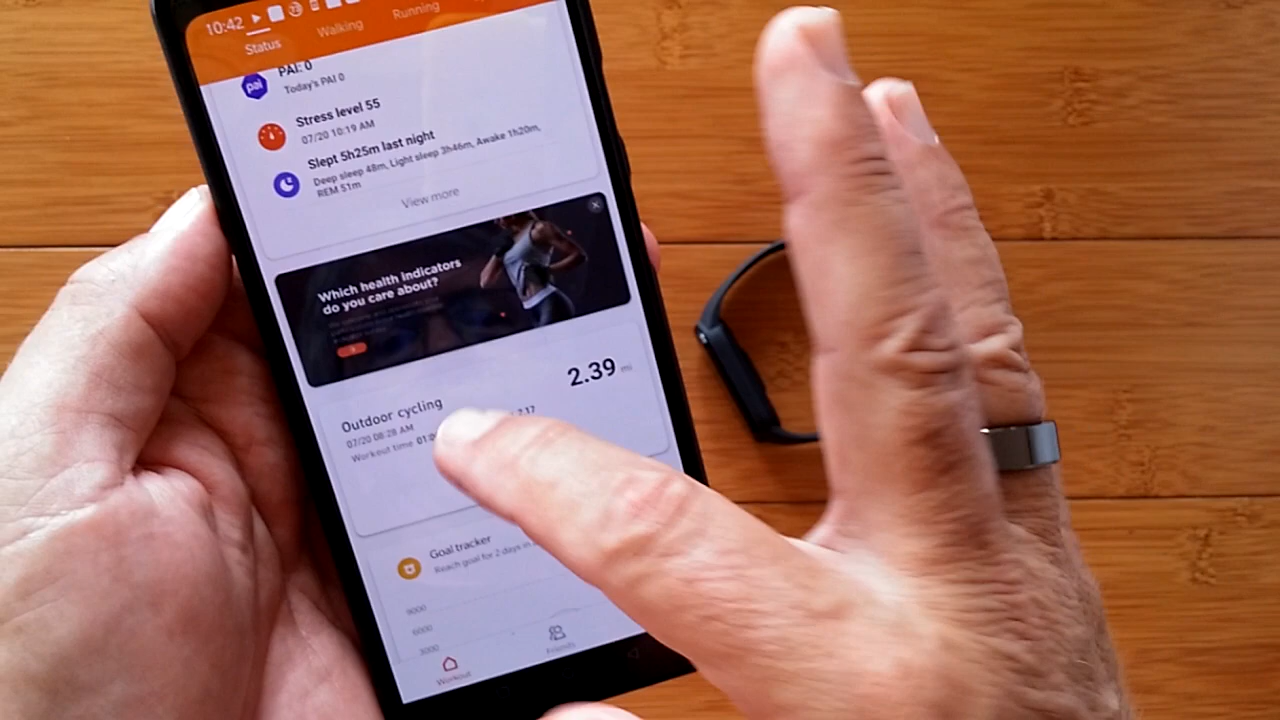 10:42
Status Walking Running
pai
PAI: 0
Today's PAI 0
Stress level 55
07/20 10:19 AM
Slept 5h25m last night
Deep sleep 48m, Light sleep 3h46m, Awake 1h20m,
REM 51m
View more
Which health indicators
do you care about?
2.39 mi
Outdoor cycling
07/20 08:28 AM
Workout time
Goal tracker
Reach goal for 2 days in
9000
6000
3000
Workout Friends